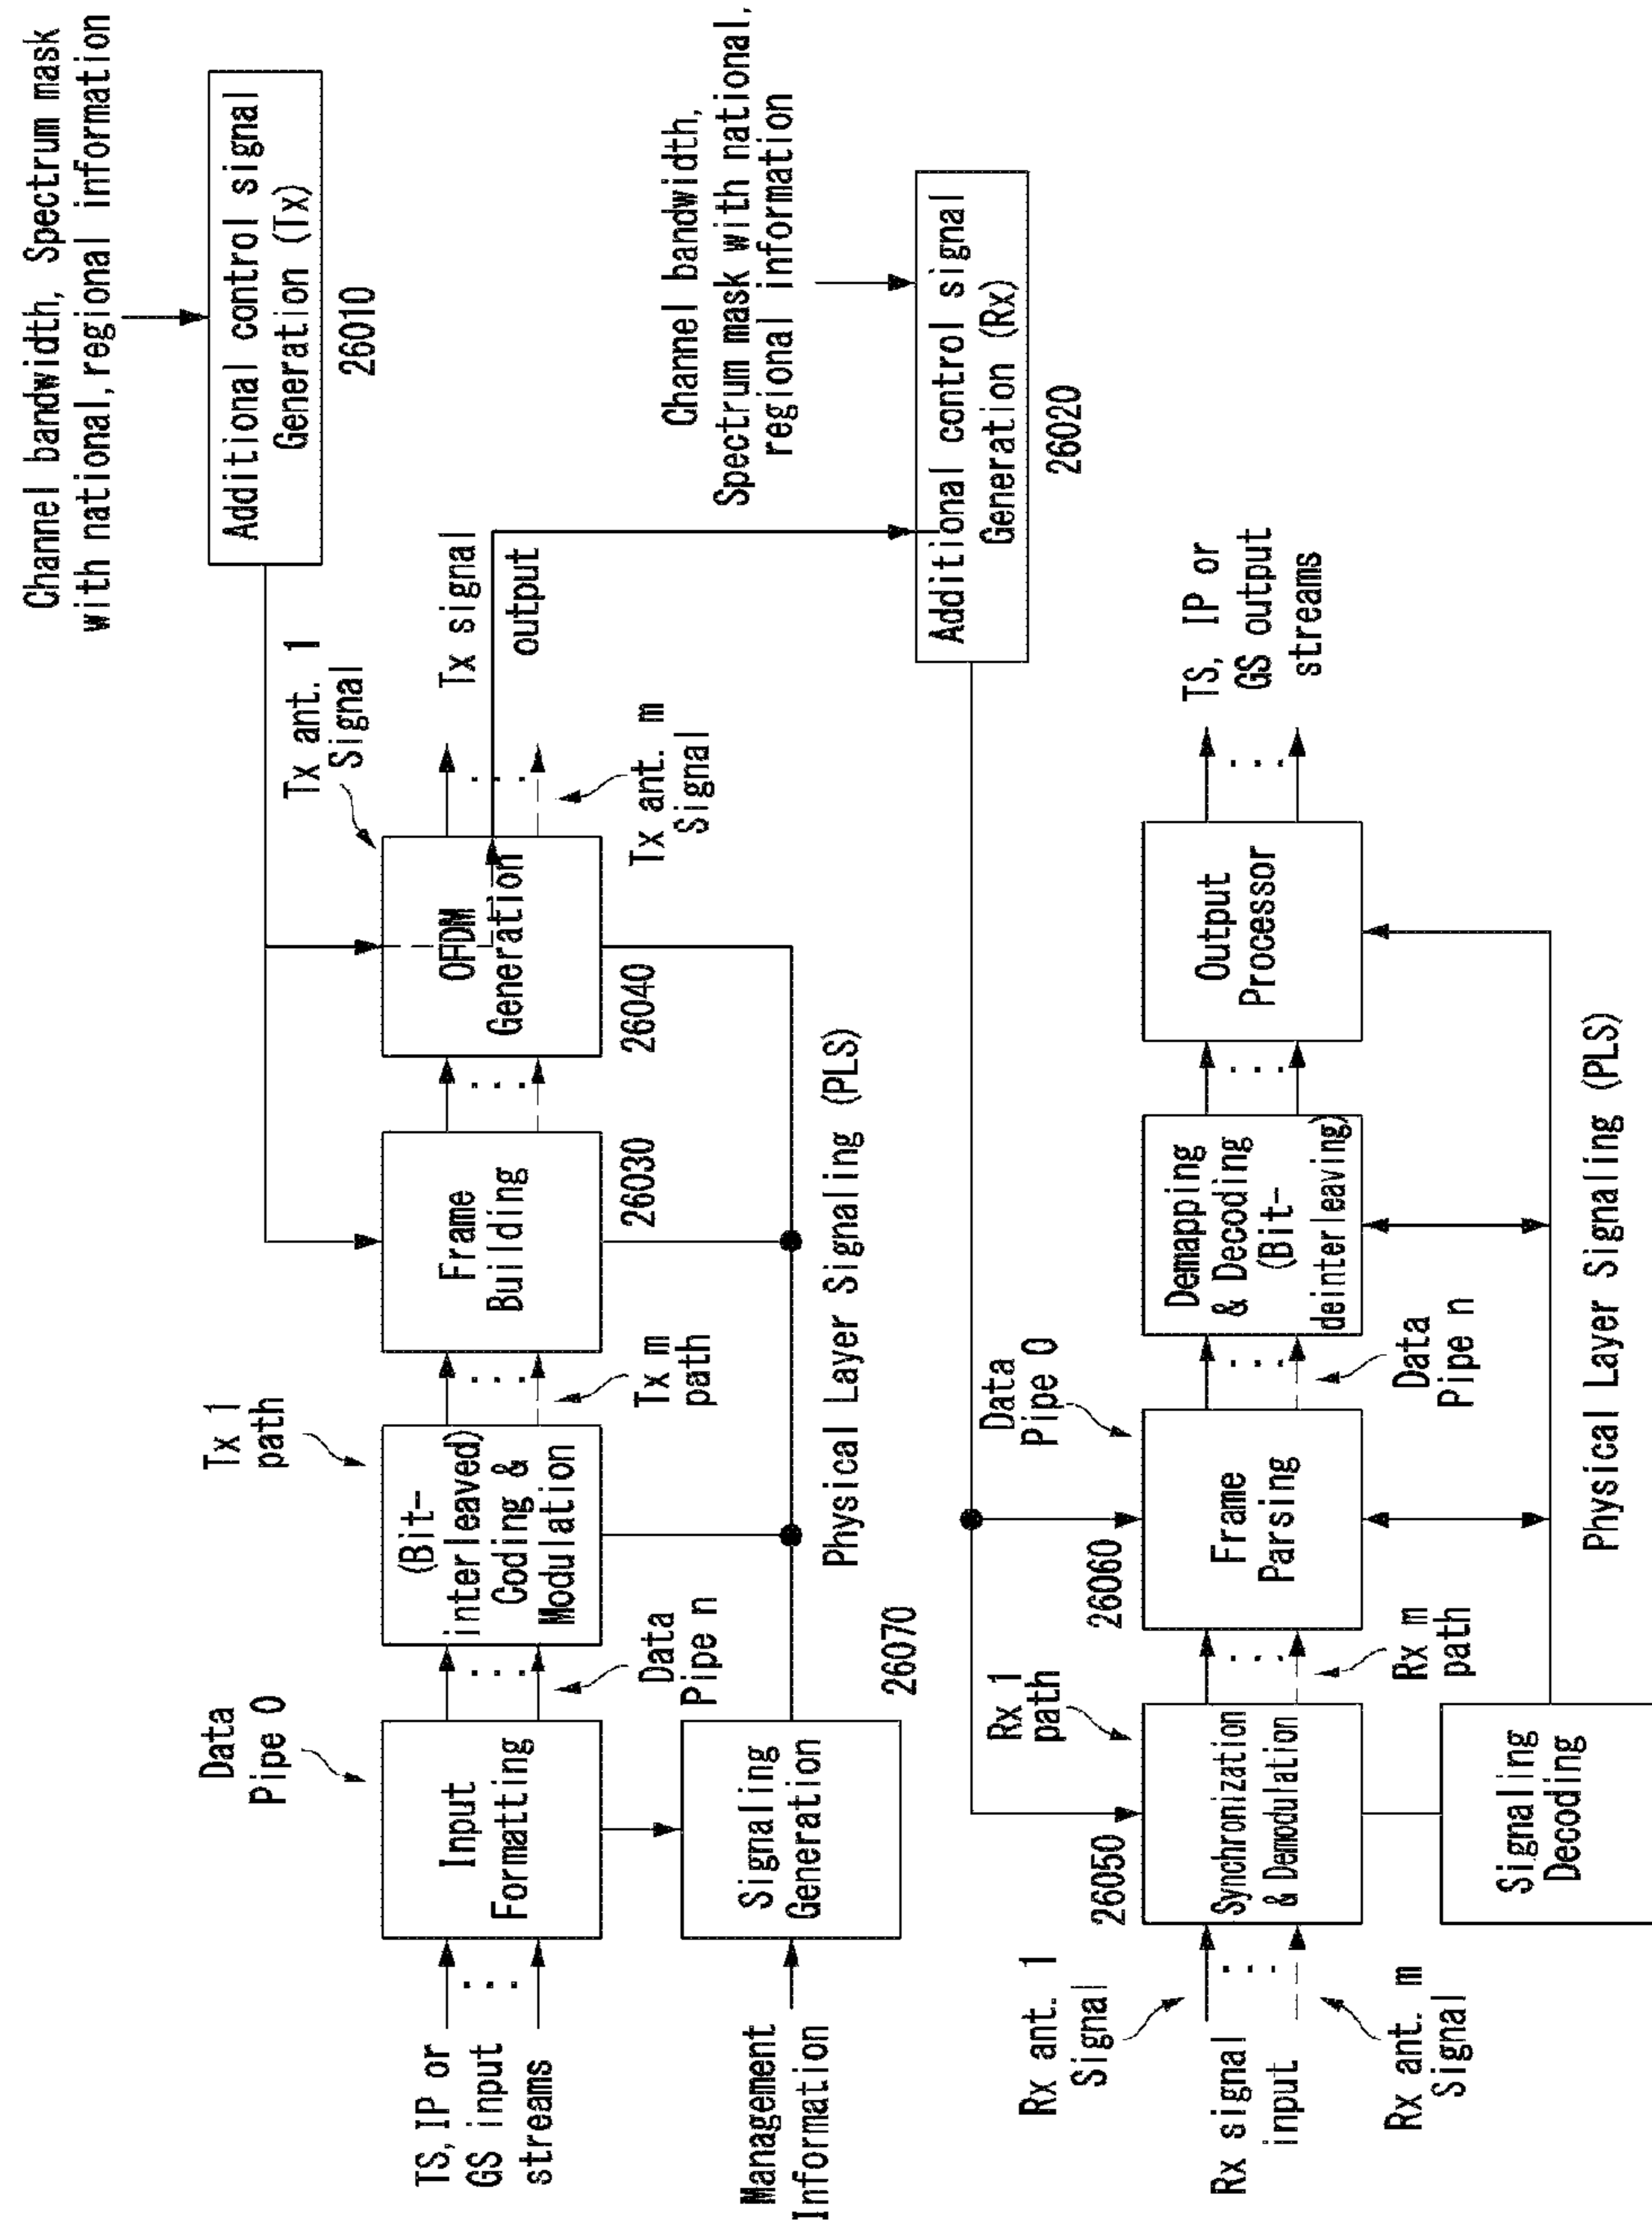 Channel bandwidth, Spectrum mask
with national, regional information
Additional control signal
Generation (Tx)
26010
Data
Pipe 0
Tx 1
path
Tx ant. 1
Signal
TS, IP or
GS input
streams
Input
Formatting
(Bit-
interleaved)
Coding &
Modulation
Frame
Building
OFDM
Generation
Tx signal
output
Data
Pipe n
Tx m
path
26030
26040
Tx ant. m
Signal
Management
Information
Signaling
Generation
26070
Physical Layer Signaling (PLS)
Channel bandwidth,
Spectrum mask with national,
regional information
Additional control signal
Generation (Rx)
26020
Rx ant. 1
Signal
26050
Rx 1
path
26060
Data
Pipe 0
Rx signal
input
Synchronization
& Demodulation
Frame
Parsing
Demapping
& Decoding
(Bit-
deinterleaving)
Output
Processor
TS, IP or
GS output
streams
Rx ant. m
Signal
Rx m
path
Data
Pipe n
Signaling
Decoding
Physical Layer Signaling (PLS)